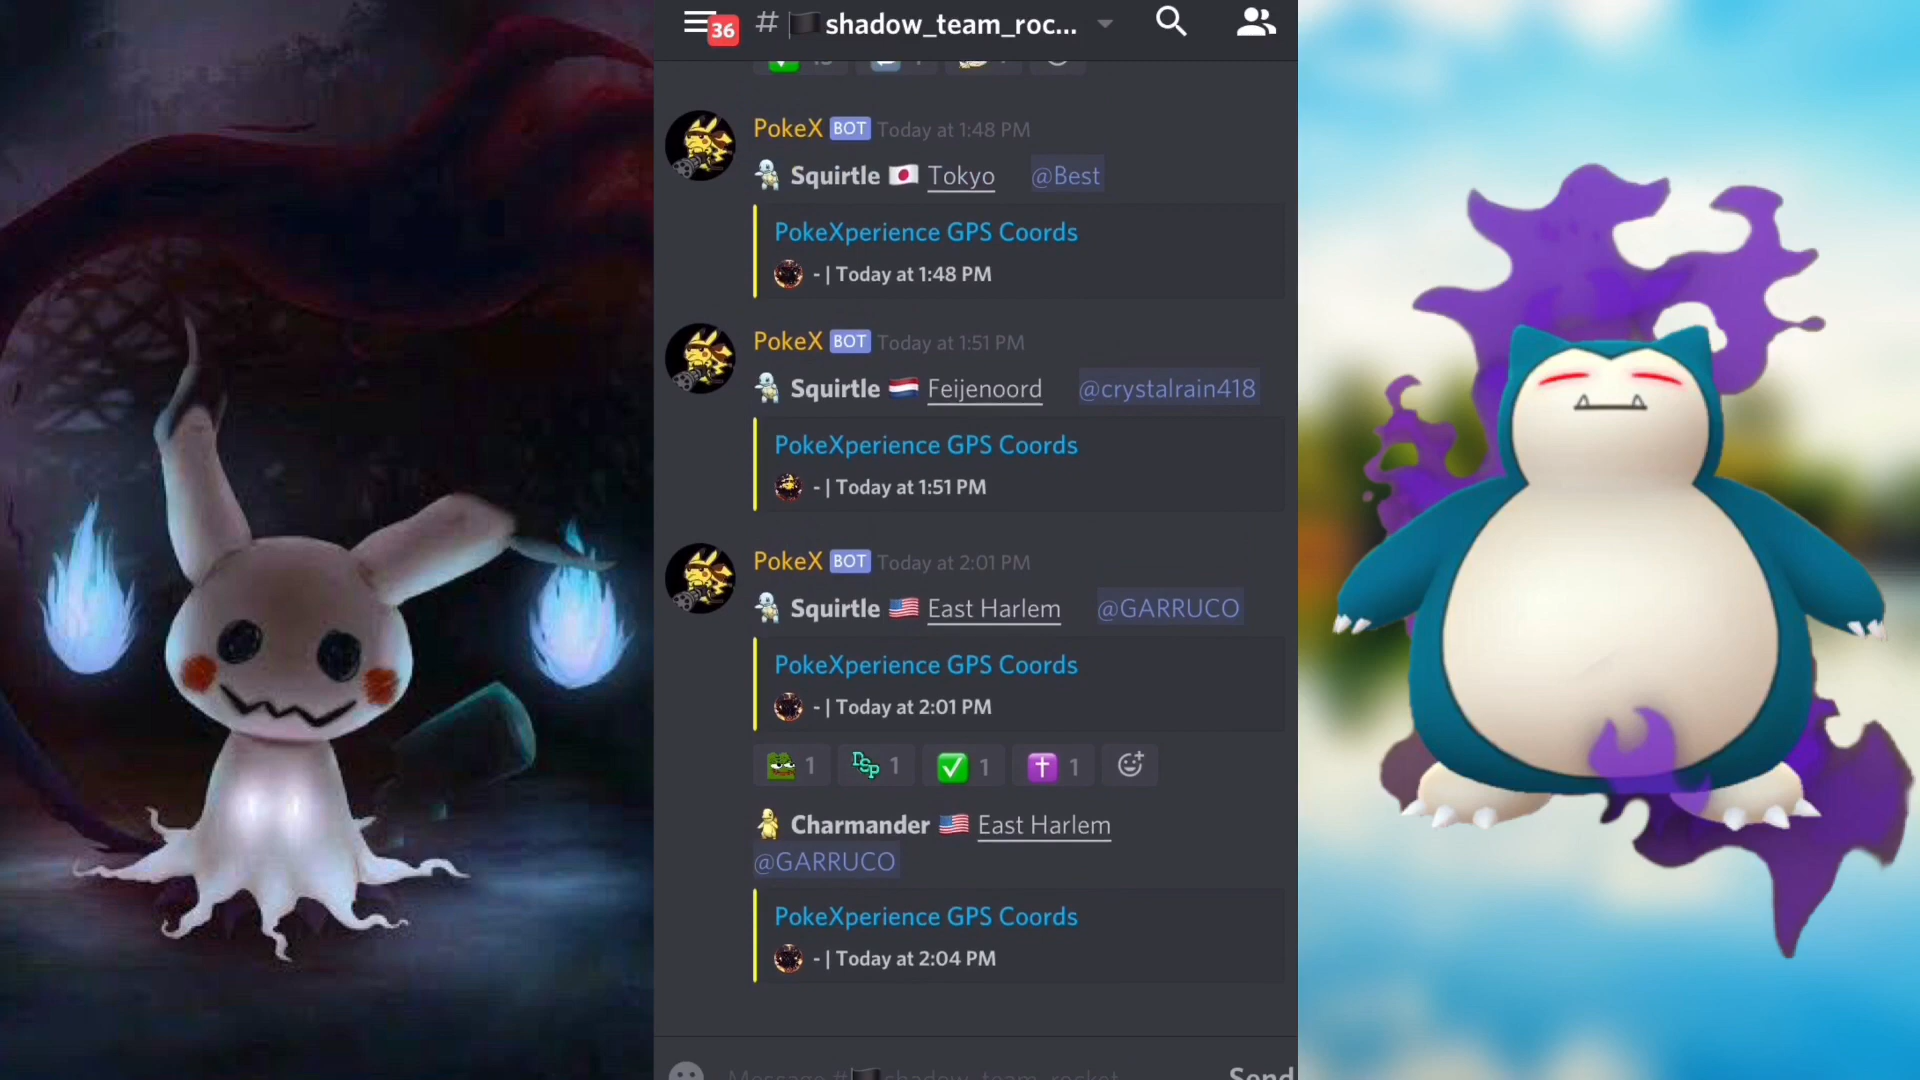 36 # shadow_team_roc...
PokeX BOT Today at 1:48 PM
Squirtle Tokyo @Best
PokeXperience GPS Coords
- | Today at 1:48 PM
PokeX BOT Today at 1:51 PM
Squirtle Feijenoord @crystalrain418
PokeXperience GPS Coords
- | Today at 1:51 PM
PokeX BOT Today at 2:01 PM
Squirtle East Harlem @GARRUCO
PokeXperience GPS Coords
- | Today at 2:01 PM
1 DSP 1 1 1
Charmander East Harlem
@GARRUCO
PokeXperience GPS Coords
- | Today at 2:04 PM
Message # shadow_team_rocket Send